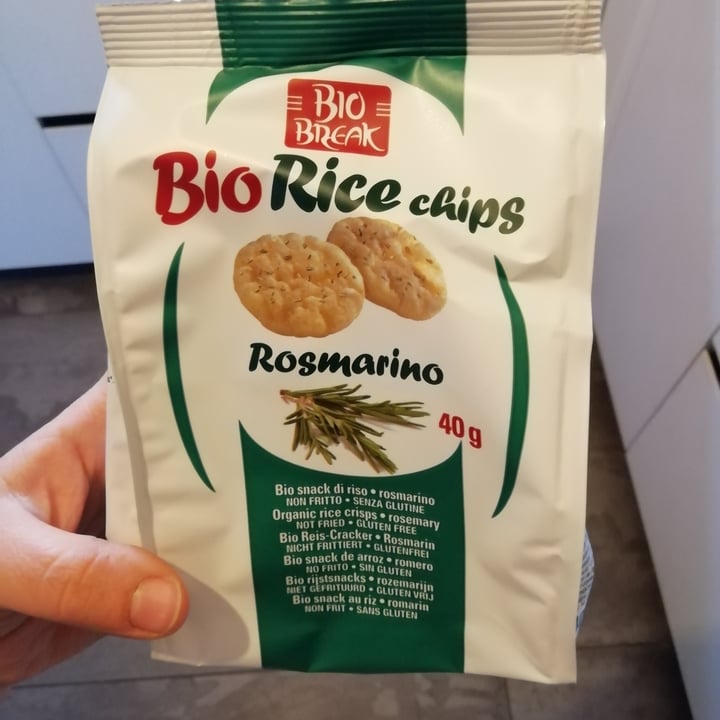 BIO
BREAK
Bio Rice chips
Rosmarino
40 g
Bio snack di riso • rosmarino
NON FRITTO • SENZA GLUTINE
Organic rice crisps • rosemary
NOT FRIED • GLUTEN FREE
Bio Reis-Cracker • Rosmarin
NICHT FRITTIERT • GLUTENFREI
Bio snack de arroz • romero
NO FRITO • SIN GLUTEN
Bio rijstsnacks • rozemarijn
NIET GEFRITUURD • GLUTEN VRIJ
Bio snack au riz • romarin
NON FRIT • SANS GLUTEN